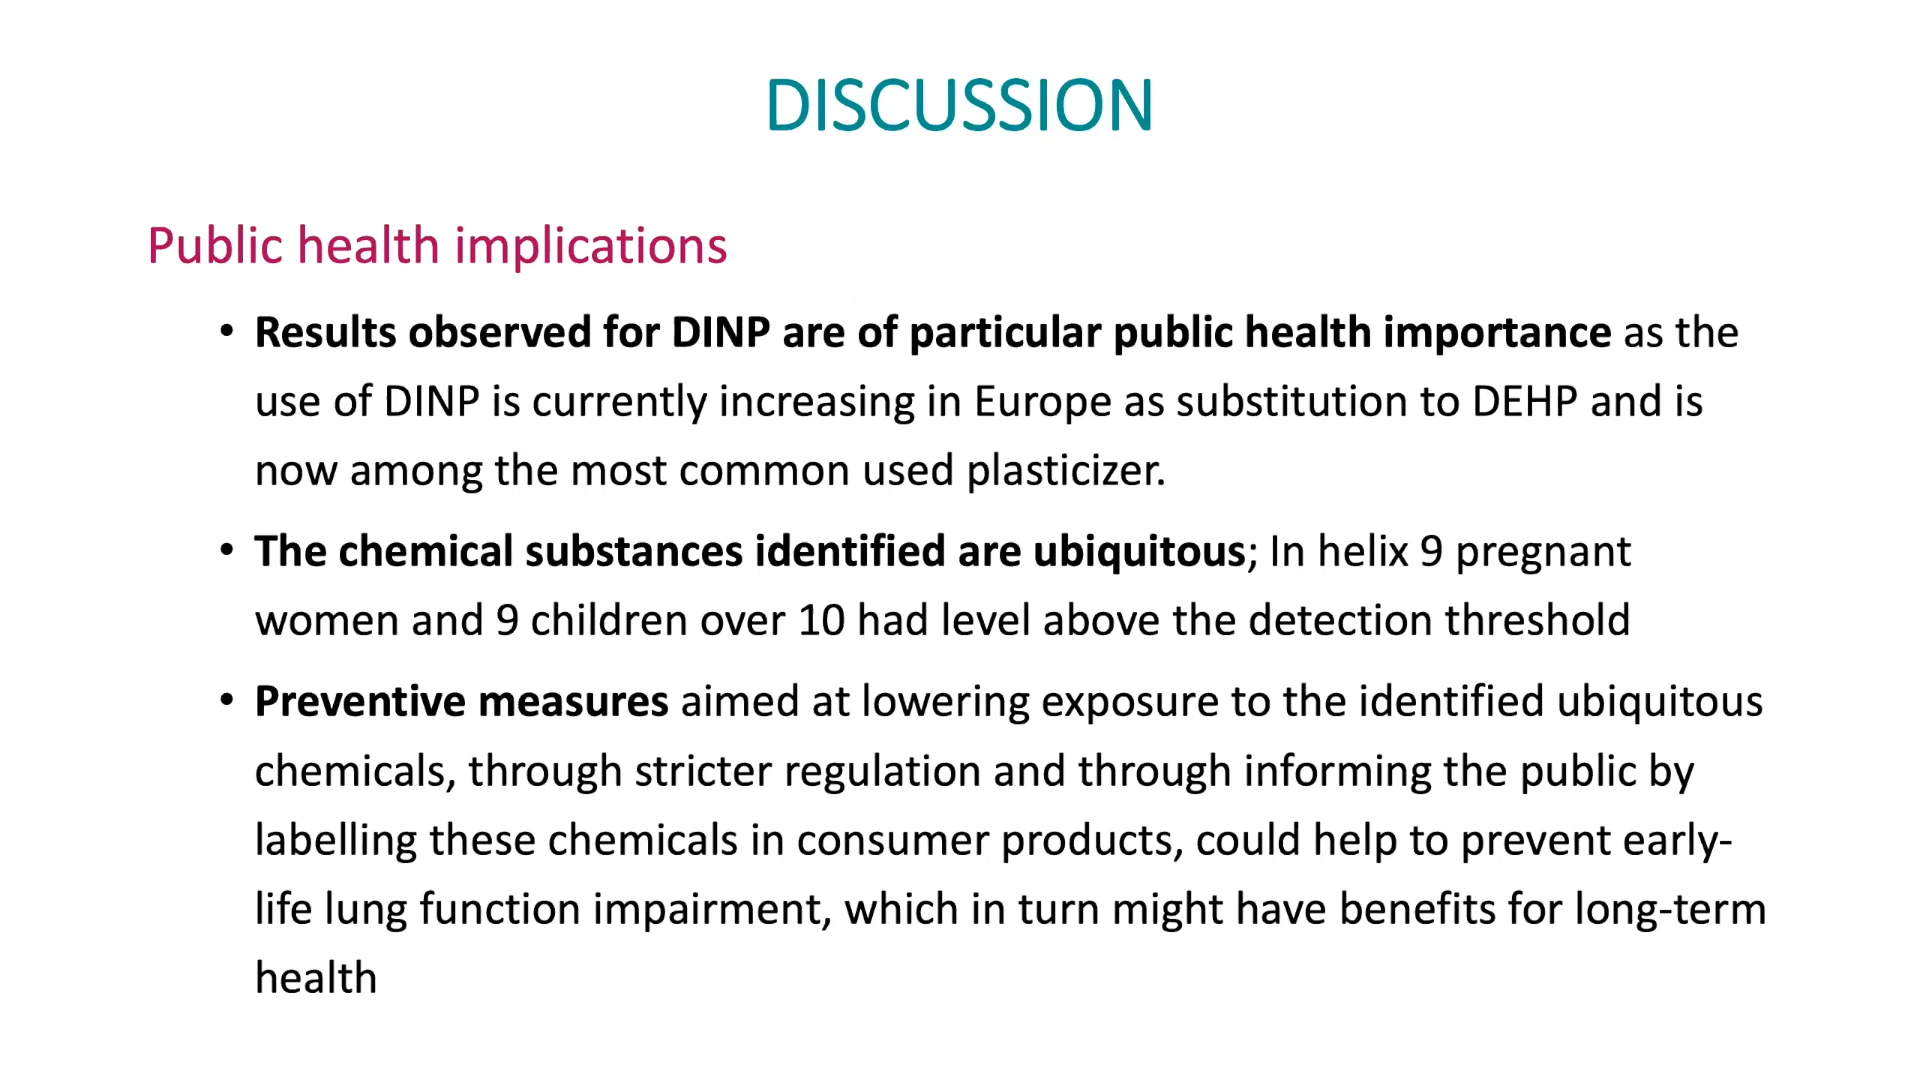 DISCUSSION
Public health implications
• Results observed for DINP are of particular public health importance as the
use of DINP is currently increasing in Europe as substitution to DEHP and is
now among the most common used plasticizer.
• The chemical substances identified are ubiquitous; In helix 9 pregnant
women and 9 children over 10 had level above the detection threshold
• Preventive measures aimed at lowering exposure to the identified ubiquitous
chemicals, through stricter regulation and through informing the public by
labelling these chemicals in consumer products, could help to prevent early-
life lung function impairment, which in turn might have benefits for long-term
health